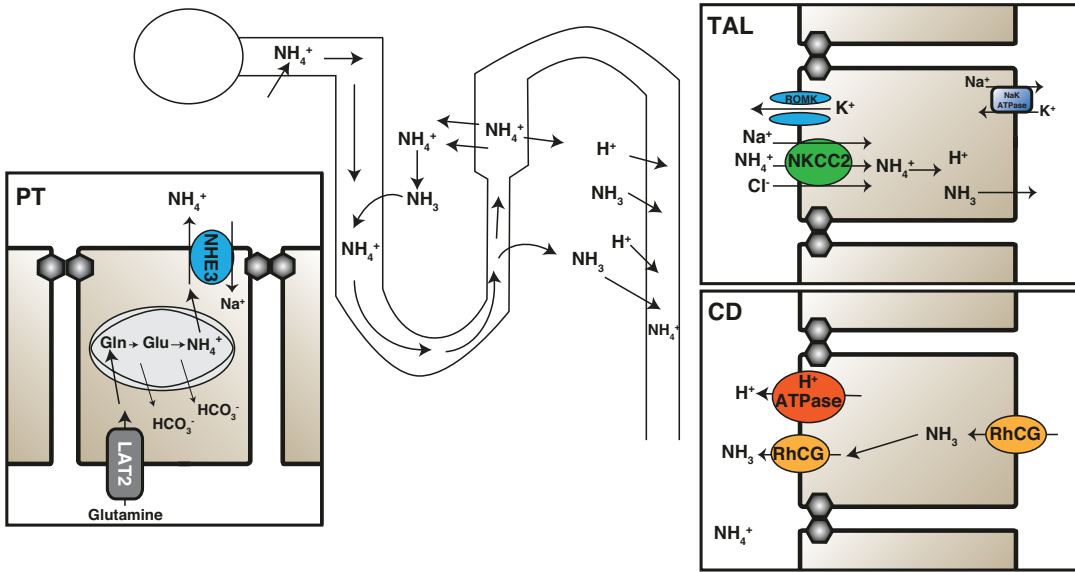 NH₄⁺
NH₄⁺
NH₄⁺
NH₃
NH₄⁺
NH₃
H⁺
NH₃
H⁺
NH₄⁺
PT
NH₄⁺
NHE3
Na⁺
Gln → Glu → NH₄⁺
HCO₃⁻
HCO₃⁻
LAT2
Glutamine
TAL
ROMK
K⁺
Na⁺
NaK
ATPase
K⁺
Na⁺
NH₄⁺
NKCC2
NH₄⁺
H⁺
Cl⁻
NH₃
CD
H⁺
H⁺
ATPase
NH₃
RhCG
NH₃
RhCG
NH₄⁺